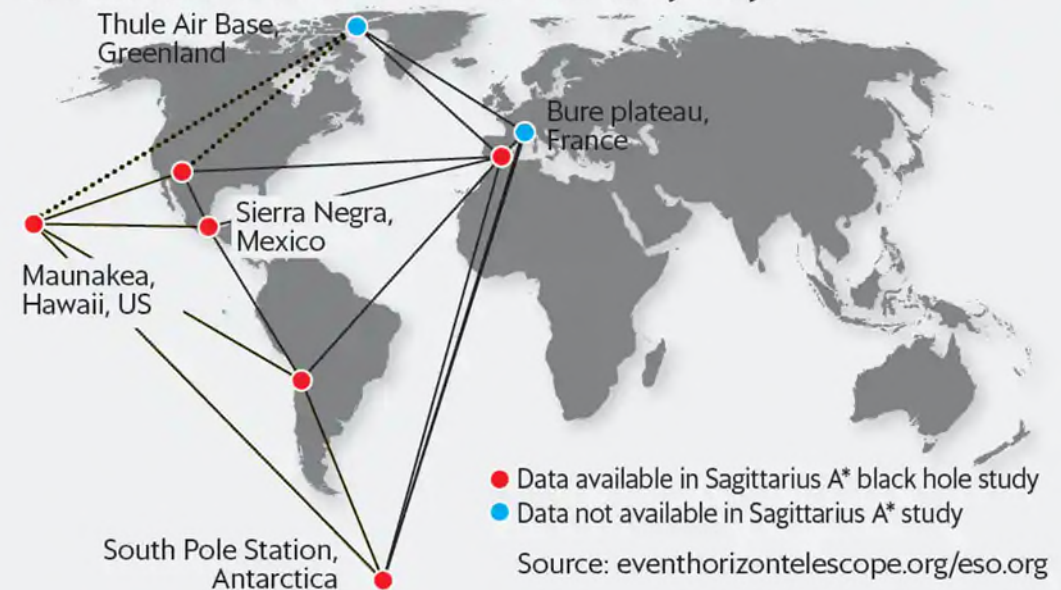 Thule Air Base,
Greenland
Bure plateau,
France
Sierra Negra,
Mexico
Maunakea,
Hawaii, US
Data available in Sagittarius A* black hole study
Data not available in Sagittarius A* study
South Pole Station,
Antarctica
Source: eventhorizontelescope.org/eso.org